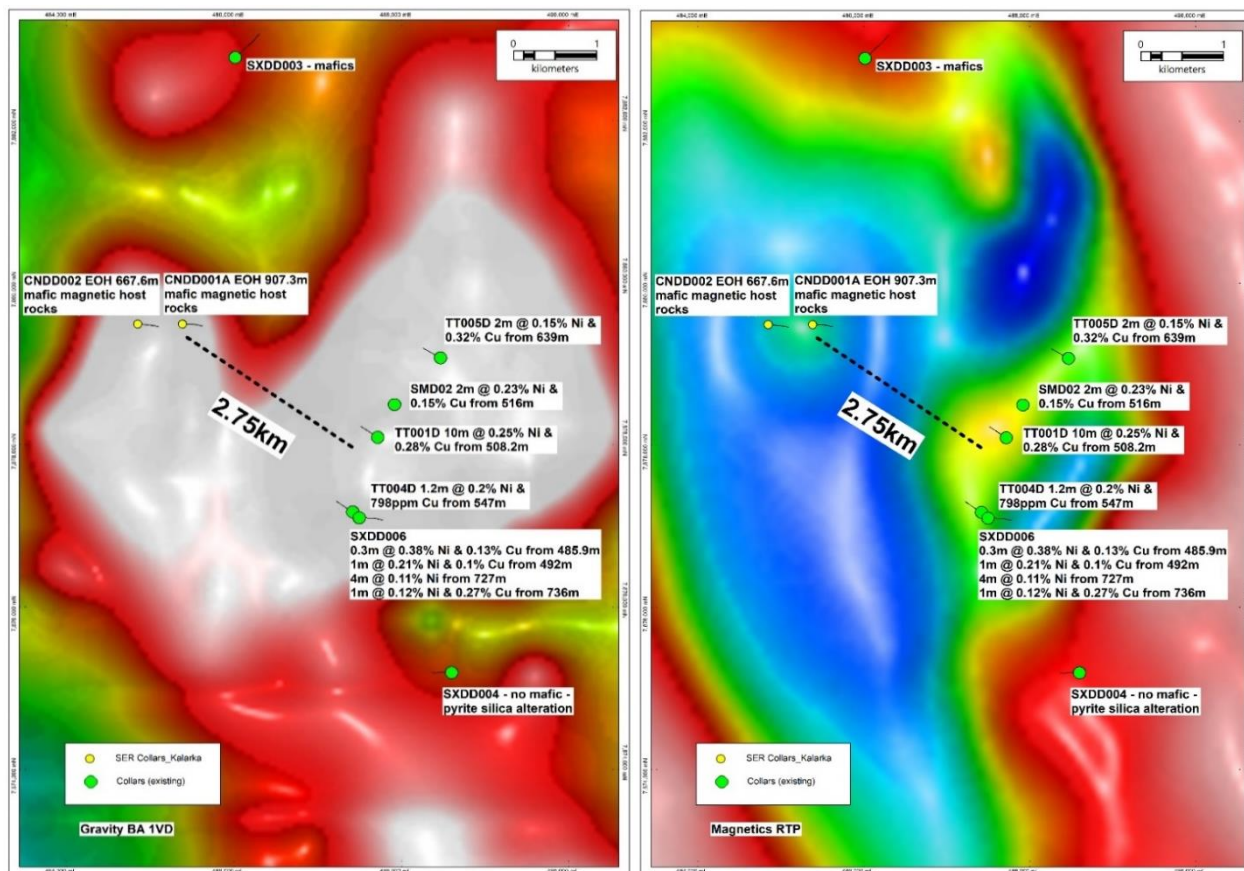 0 1
kilometers
SXDD003 - mafics
CNDD002 EOH 667.6m
mafic magnetic host
rocks
CNDD001A EOH 907.3m
mafic magnetic host
rocks
TT005D 2m @ 0.15% Ni &
0.32% Cu from 639m
SMD02 2m @ 0.23% Ni &
0.15% Cu from 516m
2.75km
TT001D 10m @ 0.25% Ni &
0.28% Cu from 508.2m
TT004D 1.2m @ 0.2% Ni &
798ppm Cu from 547m
SXDD006
0.3m @ 0.38% Ni & 0.13% Cu from 485.9m
1m @ 0.21% Ni & 0.1% Cu from 492m
4m @ 0.11% Ni from 727m
1m @ 0.12% Ni & 0.27% Cu from 736m
SXDD004 - no mafic -
pyrite silica alteration
SER Collars_Kalarka
Collars (existing)
Gravity BA 1VD
0 1
kilometers
SXDD003 - mafics
CNDD002 EOH 667.6m
mafic magnetic host
rocks
CNDD001A EOH 907.3m
mafic magnetic host
rocks
TT005D 2m @ 0.15% Ni &
0.32% Cu from 639m
SMD02 2m @ 0.23% Ni &
0.15% Cu from 516m
2.75km
TT001D 10m @ 0.25% Ni &
0.28% Cu from 508.2m
TT004D 1.2m @ 0.2% Ni &
798ppm Cu from 547m
SXDD006
0.3m @ 0.38% Ni & 0.13% Cu from 485.9m
1m @ 0.21% Ni & 0.1% Cu from 492m
4m @ 0.11% Ni from 727m
1m @ 0.12% Ni & 0.27% Cu from 736m
SXDD004 - no mafic -
pyrite silica alteration
SER Collars_Kalarka
Collars (existing)
Magnetics RTP